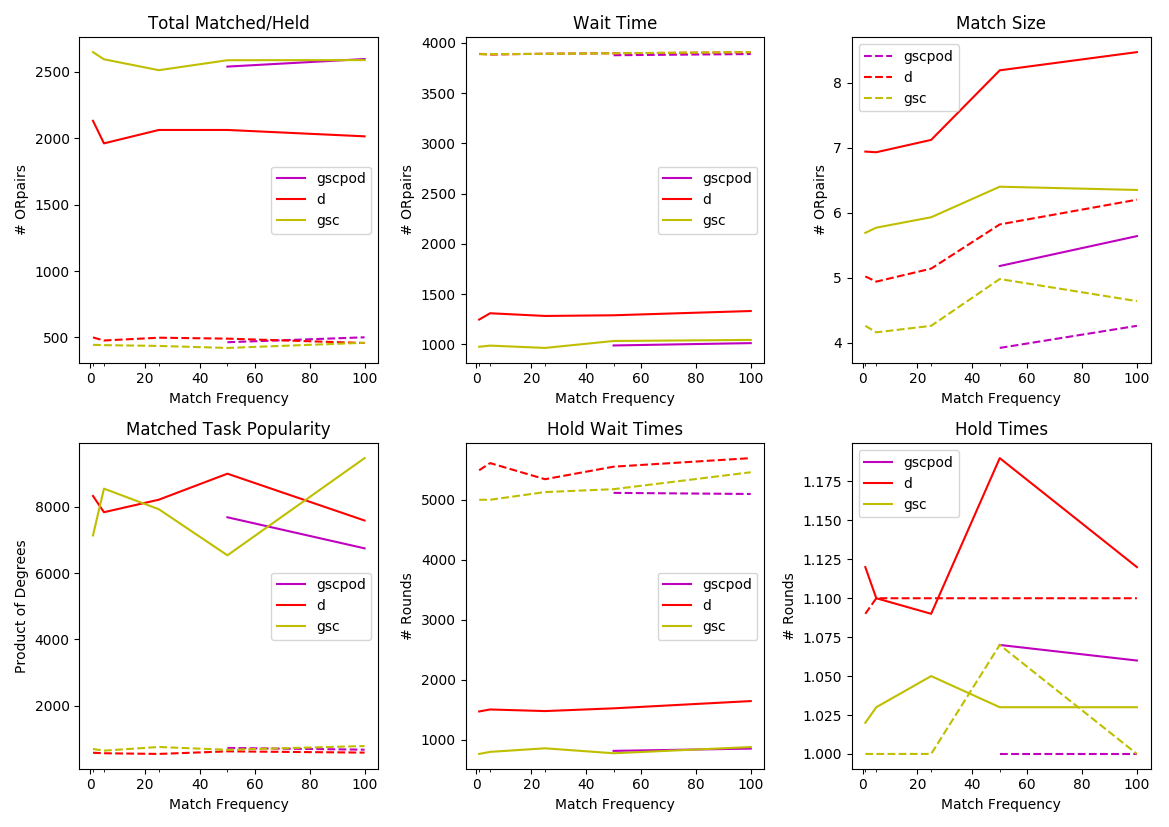 Total Matched/Held
# ORpairs
2500
2000
1500
1000
500
gscpod
d
gsc
0 20 40 60 80 100
Match Frequency
Wait Time
# ORpairs
4000
3500
3000
2500
2000
1500
1000
gscpod
d
gsc
0 20 40 60 80 100
Match Frequency
Match Size
# ORpairs
8
7
6
5
4
gscpod
d
gsc
0 20 40 60 80 100
Match Frequency
Matched Task Popularity
Product of Degrees
8000
6000
4000
2000
gscpod
d
gsc
0 20 40 60 80 100
Match Frequency
Hold Wait Times
# Rounds
5000
4000
3000
2000
1000
gscpod
d
gsc
0 20 40 60 80 100
Match Frequency
Hold Times
# Rounds
1.175
1.150
1.125
1.100
1.075
1.050
1.025
1.000
gscpod
d
gsc
0 20 40 60 80 100
Match Frequency